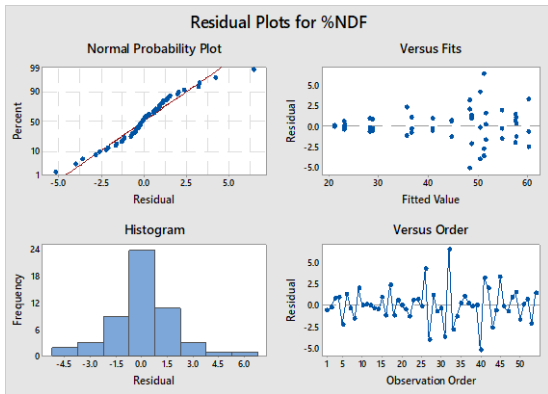 Residual Plots for %NDF
Normal Probability Plot
99
90
50
10
1
Percent
-5.0 -2.5 0.0 2.5 5.0
Residual
Versus Fits
5.0
2.5
0.0
-2.5
-5.0
Residual
20 30 40 50 60
Fitted Value
Histogram
24
18
12
6
0
Frequency
-4.5 -3.0 -1.5 0.0 1.5 3.0 4.5 6.0
Residual
Versus Order
5.0
2.5
0.0
-2.5
-5.0
Residual
1 5 10 15 20 25 30 35 40 45 50
Observation Order